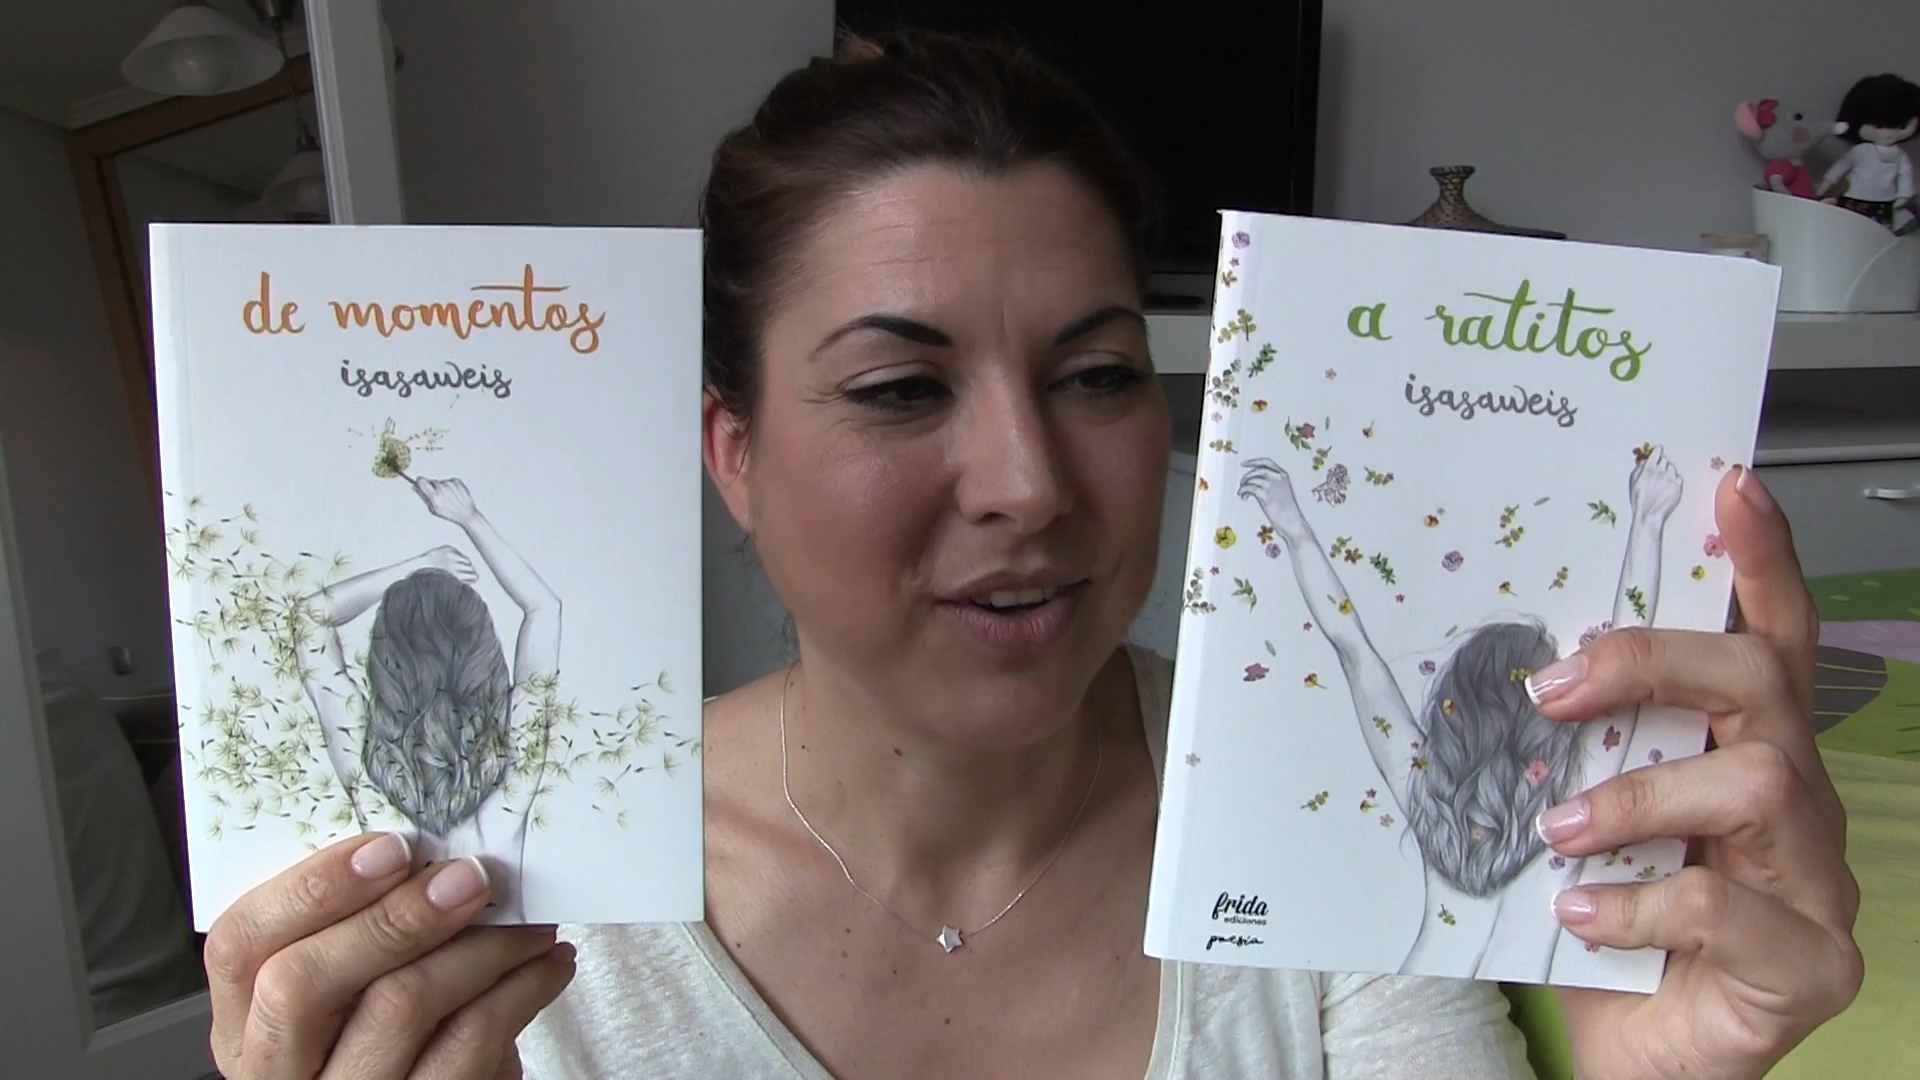 de momentos
isasaweis
a ratitos
isasaweis
frida
ediciones
poesía